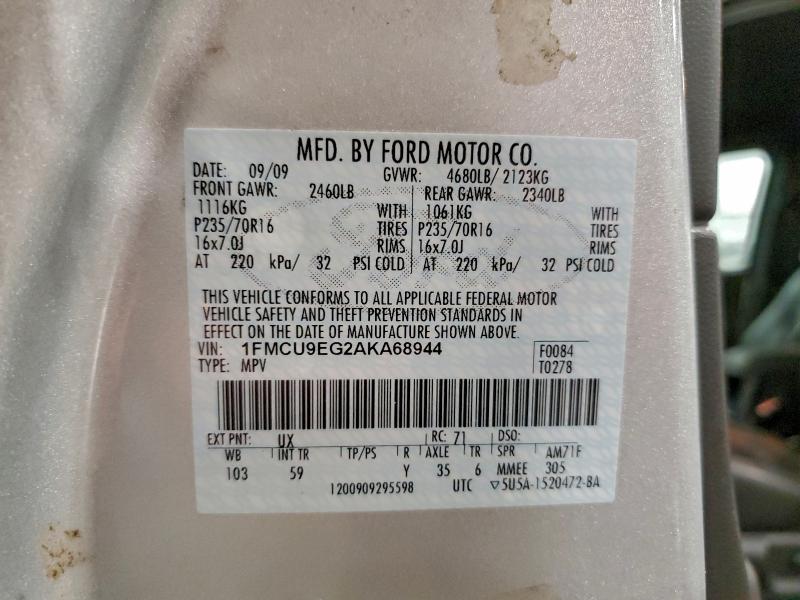 MFD. BY FORD MOTOR CO.
DATE: 09/09 GVWR: 4680LB/ 2123KG
FRONT GAWR: 2460LB REAR GAWR: 2340LB
1116KG WITH 1061KG WITH
P235/70R16 TIRES P235/70R16 TIRES
16x7.0J RIMS 16x7.0J RIMS
AT 220 kPa/ 32 PSI COLD AT 220 kPa/ 32 PSI COLD
THIS VEHICLE CONFORMS TO ALL APPLICABLE FEDERAL MOTOR
VEHICLE SAFETY AND THEFT PREVENTION STANDARDS IN
EFFECT ON THE DATE OF MANUFACTURE SHOWN ABOVE.
VIN: 1FMCU9EG2AKA68944 F0084
TYPE: MPV T0278
EXT PNT: UX RC: 71 DSO:
WB INT TR TP/PS R AXLE TR SPR AM71F
103 59 Y 35 6 MMEE 305
1200909295598 UTC ▽5U5A-1520472-BA